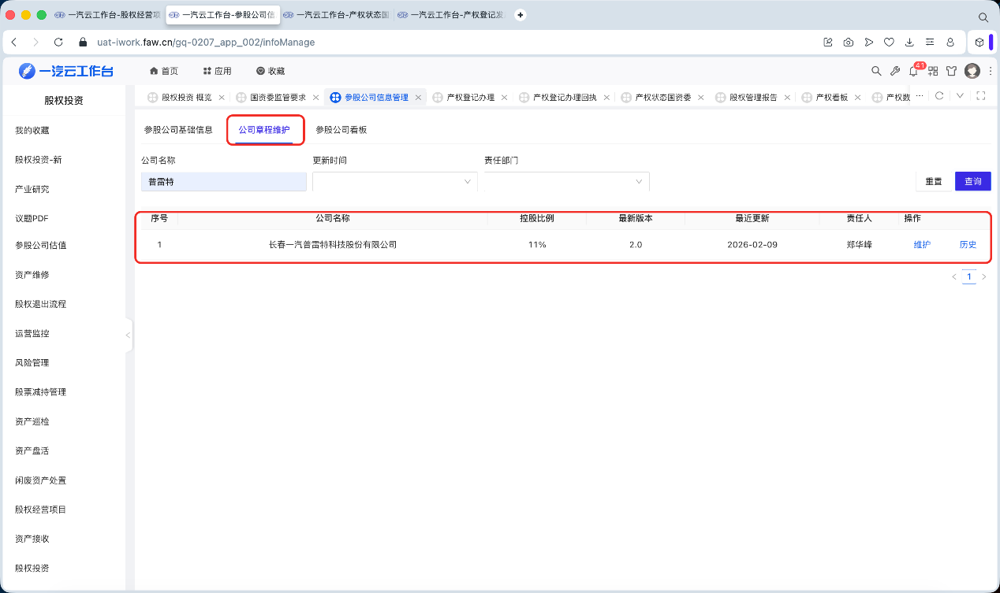 一汽云工作台-股权经营项
一汽云工作台-参股公司信
一汽云工作台-产权状态国
一汽云工作台-产权登记发
uat-iwork.faw.cn/gq-0207_app_002/infoManage
一汽云工作台
首页
应用
收藏
41
股权投资
股权投资 概览
国资委监管要求
参股公司信息管理
产权登记办理
产权登记办理回执
产权状态国资委
股权管理报告
产权看板
产权数
我的收藏
股权投资-新
产业研究
议题PDF
参股公司估值
资产维修
股权退出流程
运营监控
风险管理
股票减持管理
资产巡检
资产盘活
闲废资产处置
股权经营项目
资产接收
股权投资
参股公司基础信息
公司章程维护
参股公司看板
公司名称
更新时间
责任部门
普雷特
重置
查询
序号 公司名称 控股比例 最新版本 最近更新 责任人 操作
1 长春一汽普雷特科技股份有限公司 11% 2.0 2026-02-09 郑华峰 维护 历史
1